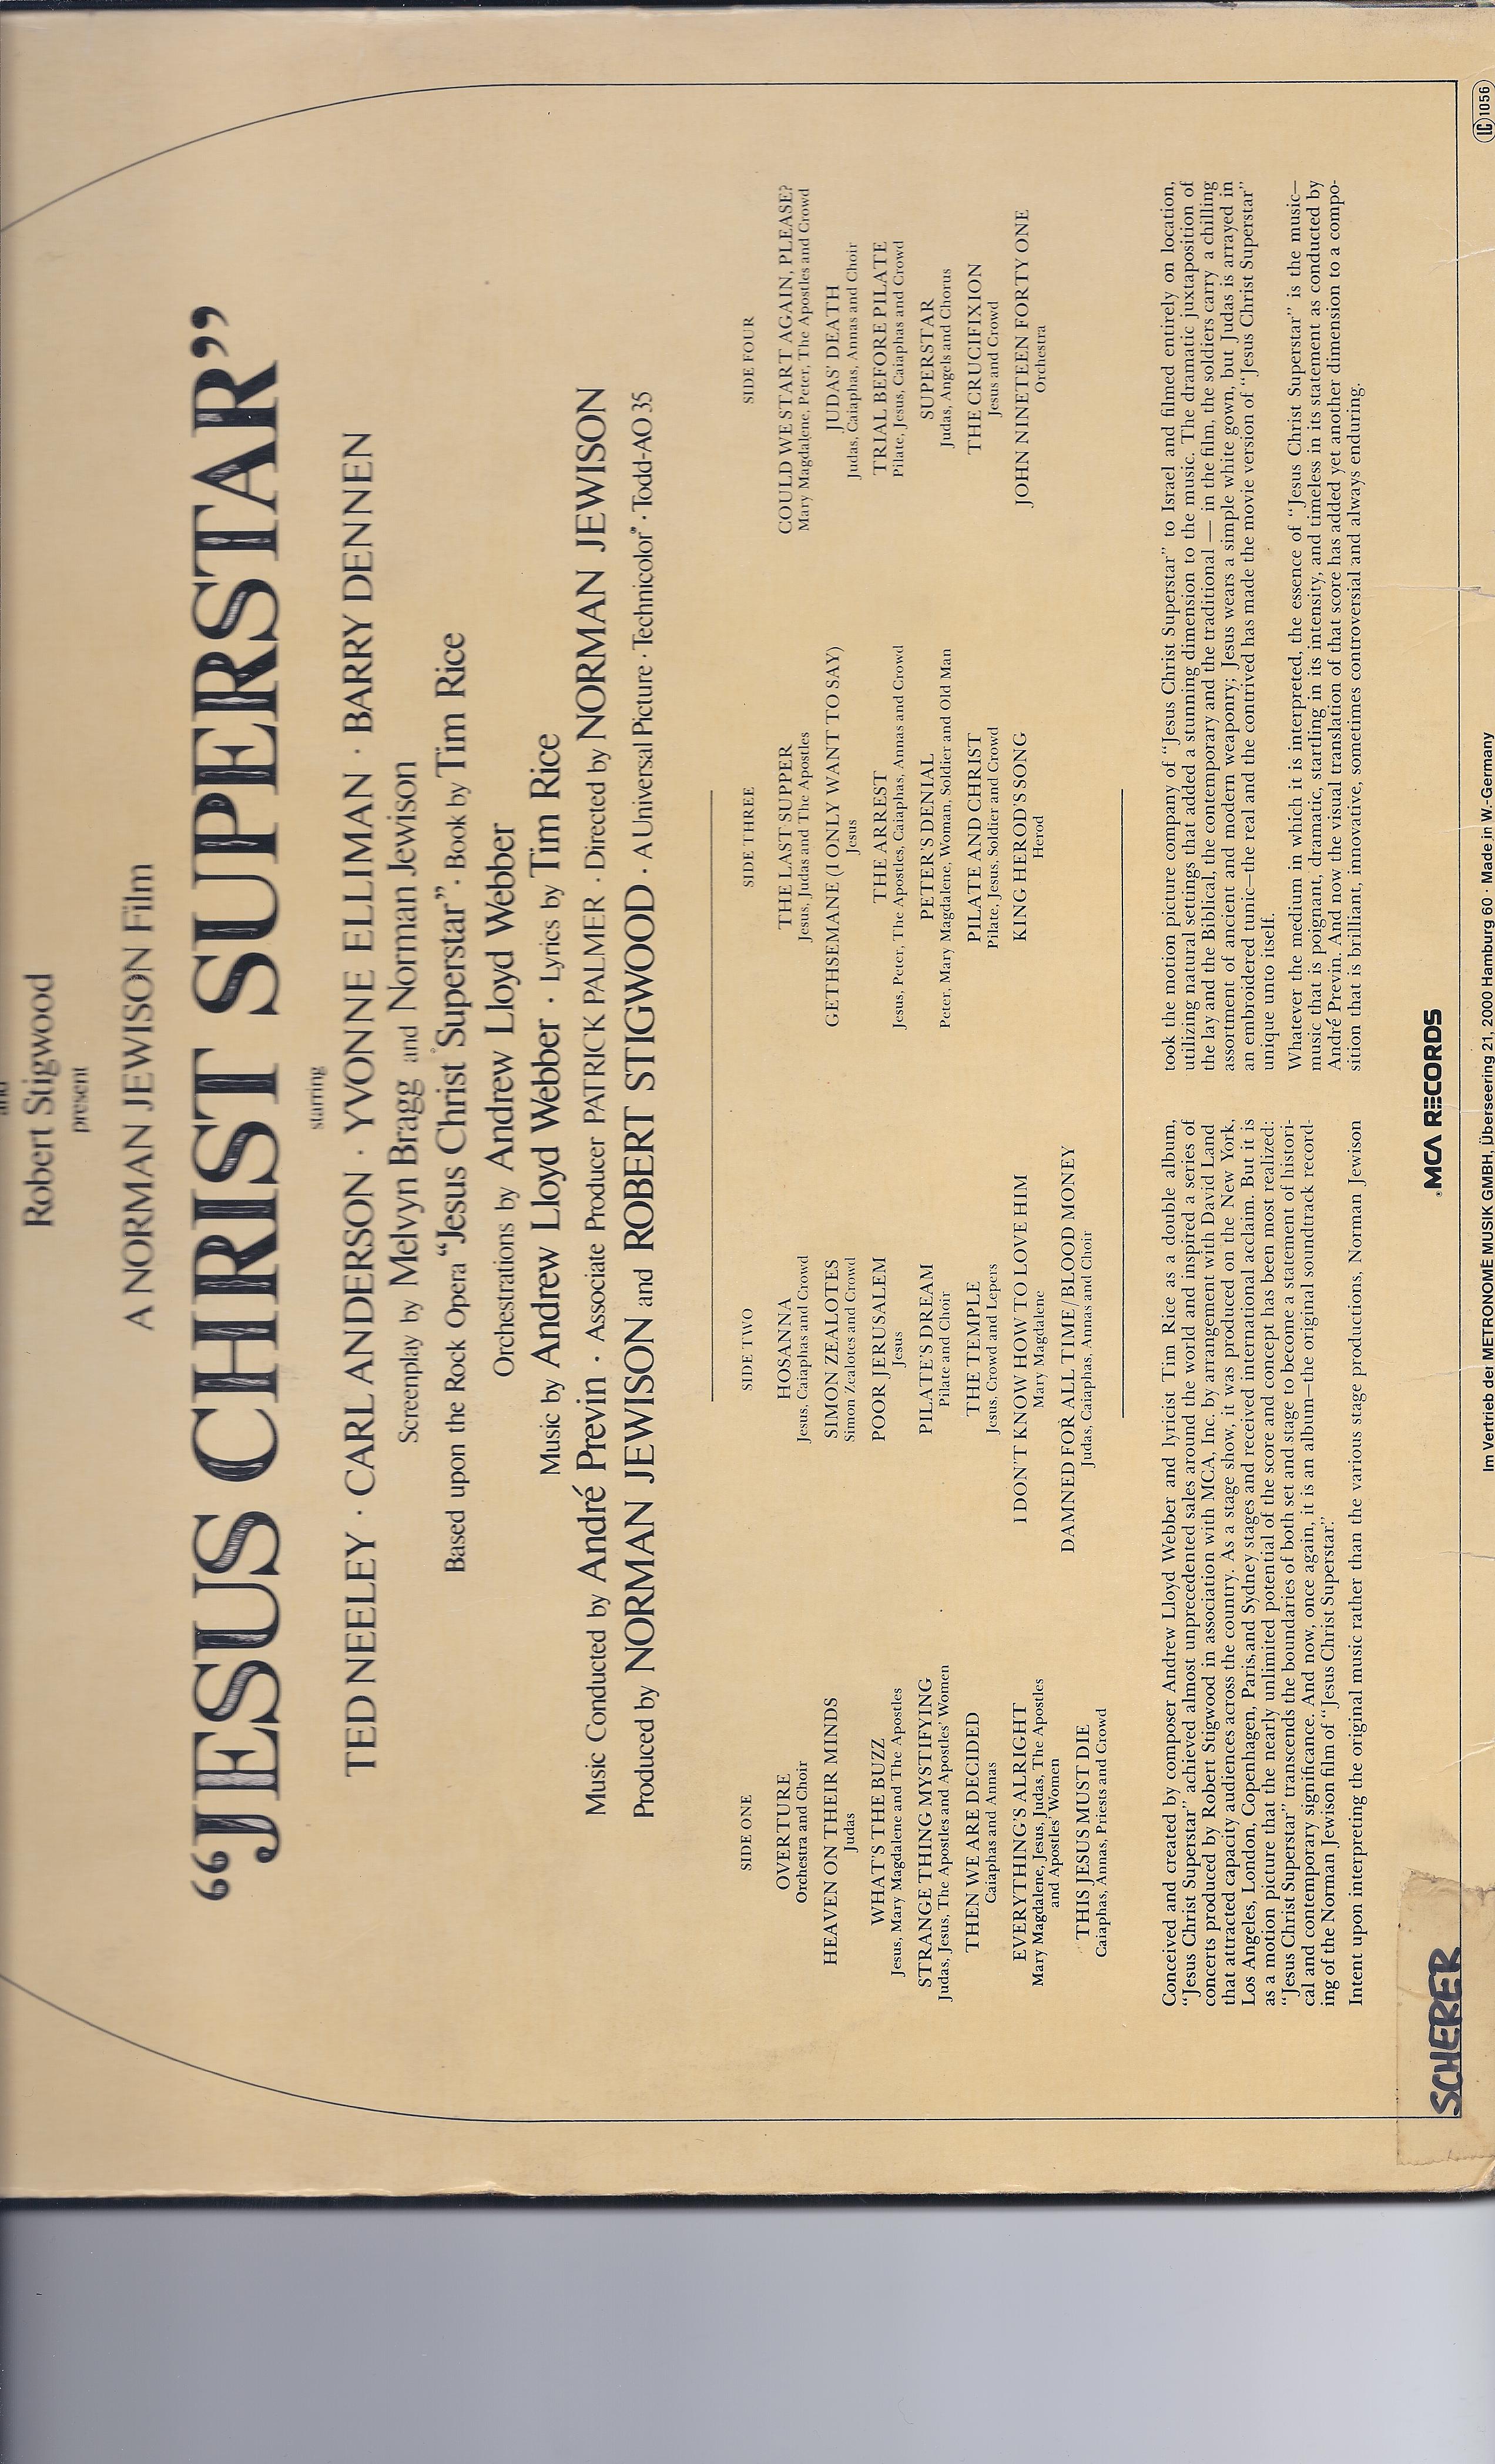 and
Robert Stigwood
present
A NORMAN JEWISON Film
“JESUS CHRIST SUPERSTAR”
starring
TED NEELEY · CARL ANDERSON · YVONNE ELLIMAN · BARRY DENNEN
Screenplay by Melvyn Bragg and Norman Jewison
Based upon the Rock Opera “Jesus Christ Superstar” · Book by Tim Rice
Orchestrations by Andrew Lloyd Webber
Music by Andrew Lloyd Webber · Lyrics by Tim Rice
Music Conducted by André Previn · Associate Producer PATRICK PALMER · Directed by NORMAN JEWISON
Produced by NORMAN JEWISON and ROBERT STIGWOOD · A Universal Picture · Technicolor® · Todd-AO 35
SIDE ONE
OVERTURE
Orchestra and Choir
HEAVEN ON THEIR MINDS
Judas
WHAT'S THE BUZZ
Jesus, Mary Magdalene and The Apostles
STRANGE THING MYSTIFYING
Judas, Jesus, The Apostles and Apostles' Women
THEN WE ARE DECIDED
Caiaphas and Annas
EVERYTHING'S ALRIGHT
Mary Magdalene, Jesus, Judas, The Apostles
and Apostles' Women
THIS JESUS MUST DIE
Caiaphas, Annas, Priests and Crowd
SIDE TWO
HOSANNA
Jesus, Caiaphas and Crowd
SIMON ZEALOTES
Simon Zealotes and Crowd
POOR JERUSALEM
Jesus
PILATE'S DREAM
Pilate and Choir
THE TEMPLE
Jesus, Crowd and Lepers
I DON'T KNOW HOW TO LOVE HIM
Mary Magdalene
DAMNED FOR ALL TIME/BLOOD MONEY
Judas, Caiaphas, Annas and Choir
SIDE THREE
THE LAST SUPPER
Jesus, Judas and The Apostles
GETHSEMANE (I ONLY WANT TO SAY)
Jesus
THE ARREST
Jesus, Peter, The Apostles, Caiaphas, Annas and Crowd
PETER'S DENIAL
Peter, Mary Magdalene, Woman, Soldier and Old Man
PILATE AND CHRIST
Pilate, Jesus, Soldier and Crowd
KING HEROD'S SONG
Herod
SIDE FOUR
COULD WE START AGAIN, PLEASE?
Mary Magdalene, Peter, The Apostles and Crowd
JUDAS' DEATH
Judas, Caiaphas, Annas and Choir
TRIAL BEFORE PILATE
Pilate, Jesus, Caiaphas and Crowd
SUPERSTAR
Judas, Angels and Chorus
THE CRUCIFIXION
Jesus and Crowd
JOHN NINETEEN FORTY ONE
Orchestra
Conceived and created by composer Andrew Lloyd Webber and lyricist Tim Rice as a double album,
“Jesus Christ Superstar” achieved almost unprecedented sales around the world and inspired a series of
concerts produced by Robert Stigwood in association with MCA, Inc. by arrangement with David Land
that attracted capacity audiences across the country. As a stage show, it was produced on the New York,
Los Angeles, London, Copenhagen, Paris, and Sydney stages and received international acclaim. But it is
as a motion picture that the nearly unlimited potential of the score and concept has been most realized:
“Jesus Christ Superstar” transcends the boundaries of both set and stage to become a statement of histori-
cal and contemporary significance. And now, once again, it is an album—the original soundtrack record-
ing of the Norman Jewison film of “Jesus Christ Superstar.”
Intent upon interpreting the original music rather than the various stage productions, Norman Jewison
took the motion picture company of “Jesus Christ Superstar” to Israel and filmed entirely on location,
utilizing natural settings that added a stunning dimension to the music. The dramatic juxtaposition of
the lay and the Biblical, the contemporary and the traditional — in the film, the soldiers carry a chilling
assortment of ancient and modern weaponry; Jesus wears a simple white gown, but Judas is arrayed in
an embroidered tunic—the real and the contrived has made the movie version of “Jesus Christ Superstar”
unique unto itself.
Whatever the medium in which it is interpreted, the essence of “Jesus Christ Superstar” is the music—
music that is poignant, dramatic, startling in its intensity, and timeless in its statement as conducted by
André Previn. And now the visual translation of that score has added yet another dimension to a compo-
sition that is brilliant, innovative, sometimes controversial and always enduring.
SCHERER
MCA RECORDS
Im Vertrieb der METRONOME MUSIK GMBH, Überseering 21, 2000 Hamburg 60 · Made in W.-Germany
LC 1056